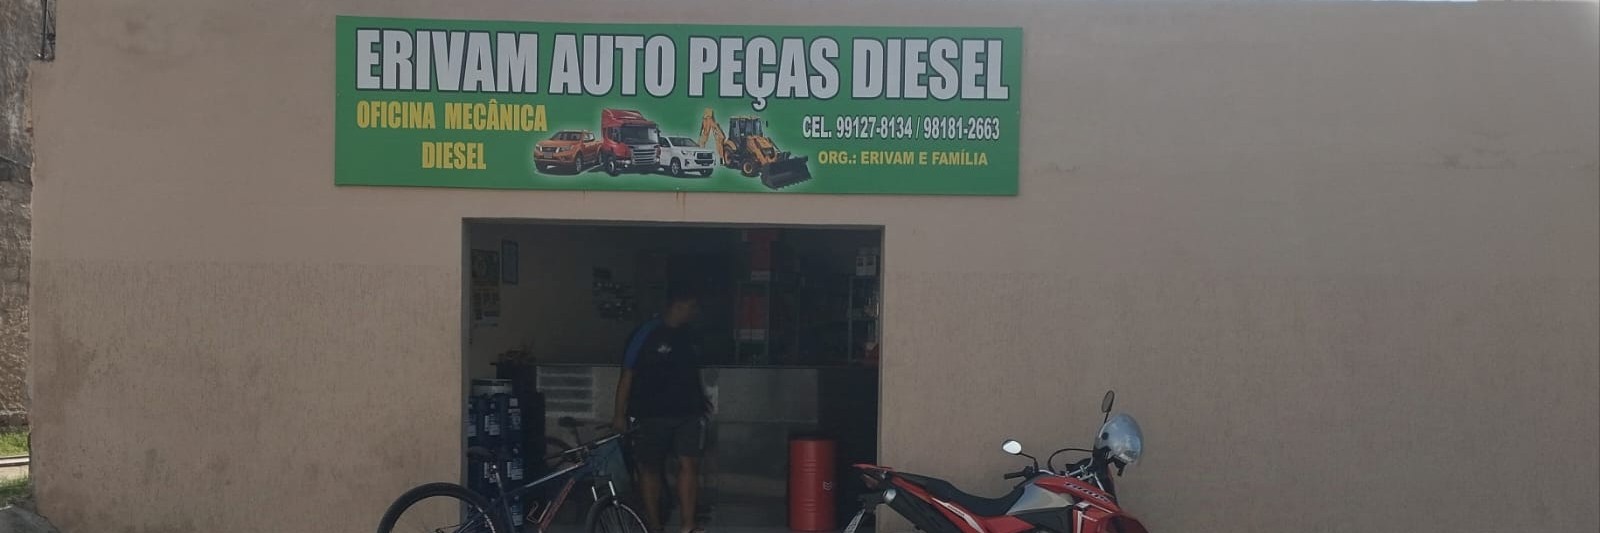 ERIVAM AUTO PEÇAS DIESEL
OFICINA MECÂNICA
DIESEL
CEL. 99127-8134 / 98181-2663
ORG.: ERIVAM E FAMÍLIA